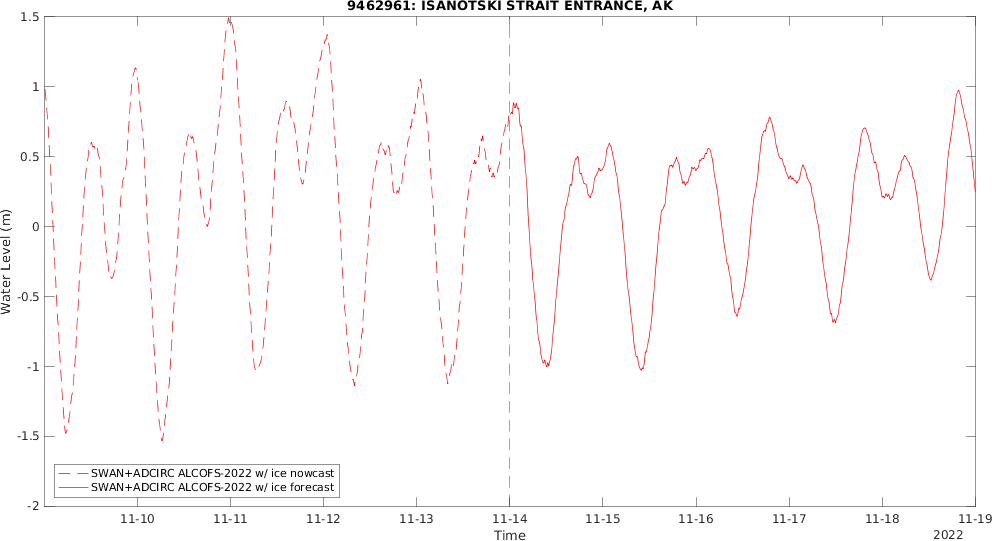 9462961: ISANOTSKI STRAIT ENTRANCE, AK
1.5
1
0.5
0
-0.5
-1
-1.5
-2
Water Level (m)
SWAN+ADCIRC ALCOFS-2022 w/ ice nowcast
SWAN+ADCIRC ALCOFS-2022 w/ ice forecast
11-10 11-11 11-12 11-13 11-14 11-15 11-16 11-17 11-18 11-19
Time
2022